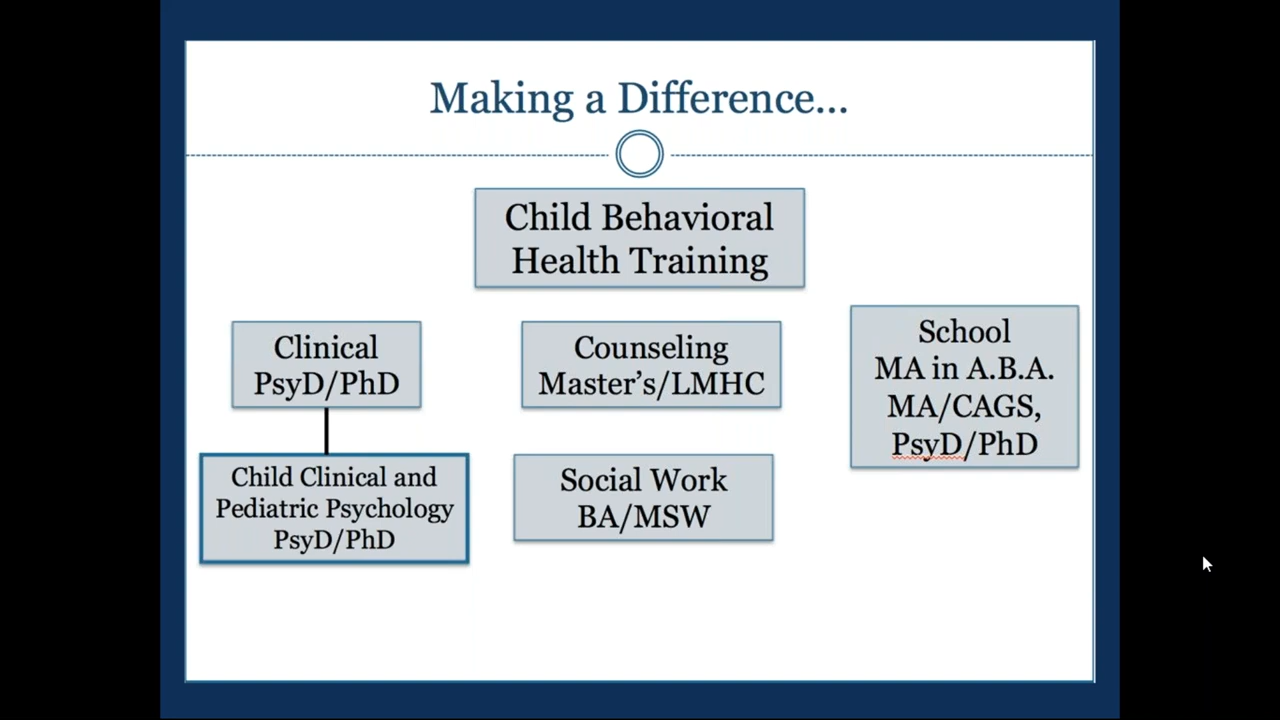 Making a Difference...
Child Behavioral
Health Training
Clinical
PsyD/PhD
Counseling
Master’s/LMHC
School
MA in A.B.A.
MA/CAGS,
PsyD/PhD
Child Clinical and
Pediatric Psychology
PsyD/PhD
Social Work
BA/MSW